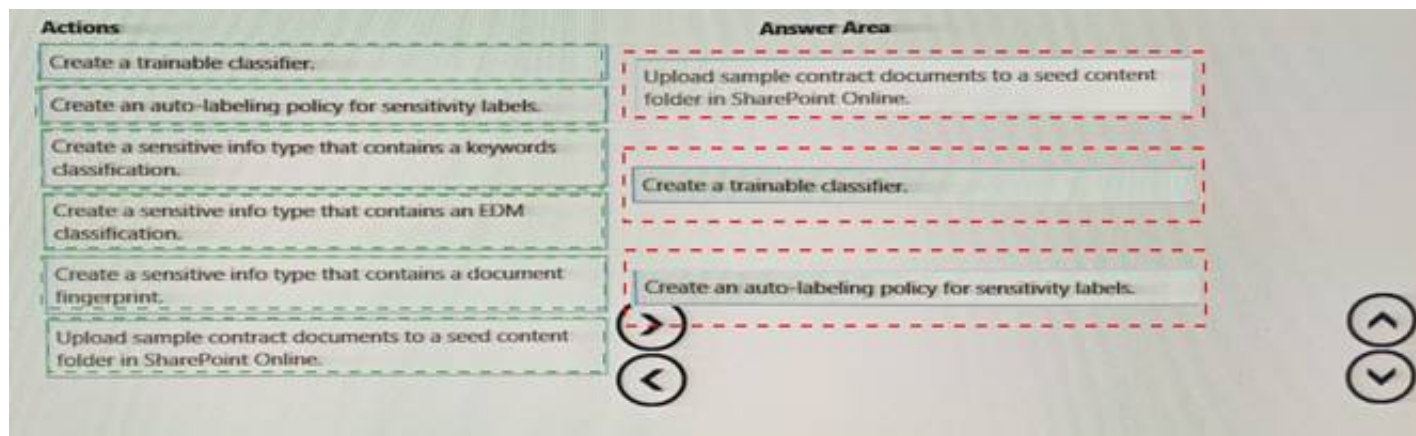 Actions
Create a trainable classifier.
Create an auto-labeling policy for sensitivity labels.
Create a sensitive info type that contains a keywords
classification.
Create a sensitive info type that contains an EDM
classification.
Create a sensitive info type that contains a document
fingerprint.
Upload sample contract documents to a seed content
folder in SharePoint Online.
Answer Area
Upload sample contract documents to a seed content
folder in SharePoint Online.
Create a trainable classifier.
Create an auto-labeling policy for sensitivity labels.